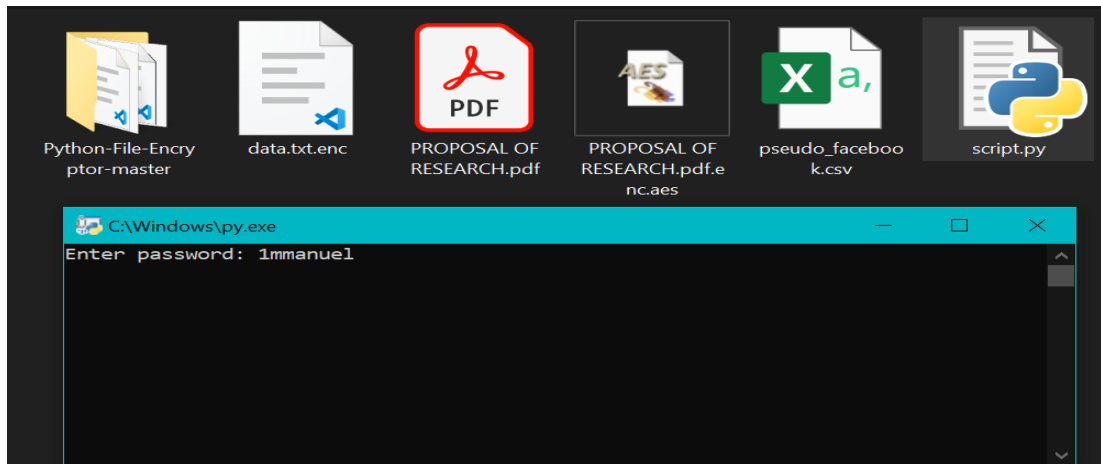 PDF
AES
X a,
Python-File-Encry
ptor-master
data.txt.enc
PROPOSAL OF
RESEARCH.pdf
PROPOSAL OF
RESEARCH.pdf.e
nc.aes
pseudo_faceboo
k.csv
script.py
C:\Windows\py.exe
Enter password: 1mmanuel